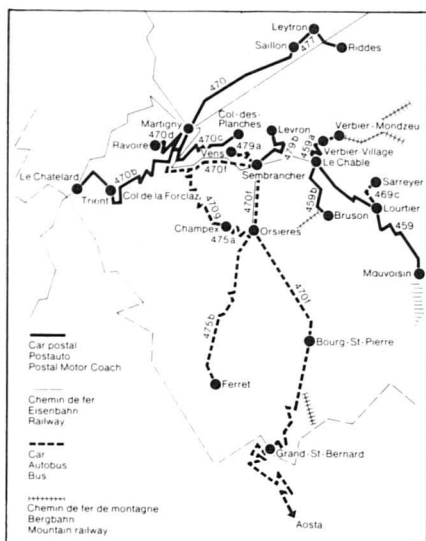 Leytron
Saillon
477
Riddes
470
Martigny
Col-des-
Planches
470d
470c
Levron
Verbier-Mondzeu
Ravoire
Vens
479a
479b
459a
Verbier-Village
470f
Le Châble
Le Chatelard
470b
Sembrancher
Sarreyer
Trient
Col de la Forclaz
469c
470g
470f
459b
Bruson
Lourtier
Champex
475a
Orsières
459
Mauvoisin
475b
470f
Car postal
Postauto
Postal Motor Coach
Bourg-St-Pierre
Chemin de fer
Eisenbahn
Railway
Ferret
Car
Autobus
Bus
Grand-St-Bernard
Chemin de fer de montagne
Bergbahn
Mountain railway
Aosta